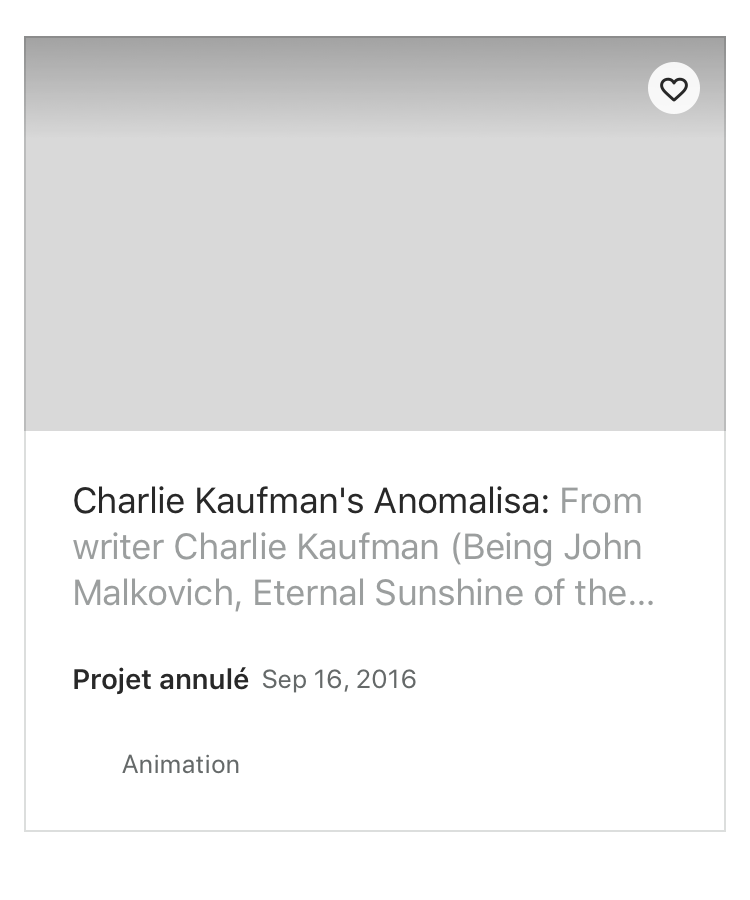 Charlie Kaufman's Anomalisa: From
writer Charlie Kaufman (Being John
Malkovich, Eternal Sunshine of the...
Projet annulé Sep 16, 2016
Animation